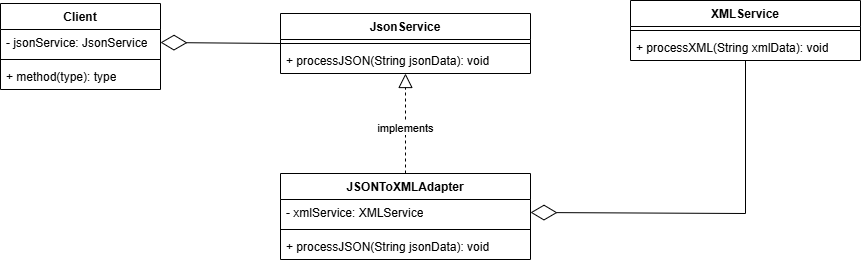 Client
- jsonService: JsonService
+ method(type): type
JsonService
+ processJSON(String jsonData): void
XMLService
+ processXML(String xmlData): void
implements
JSONToXMLAdapter
- xmlService: XMLService
+ processJSON(String jsonData): void